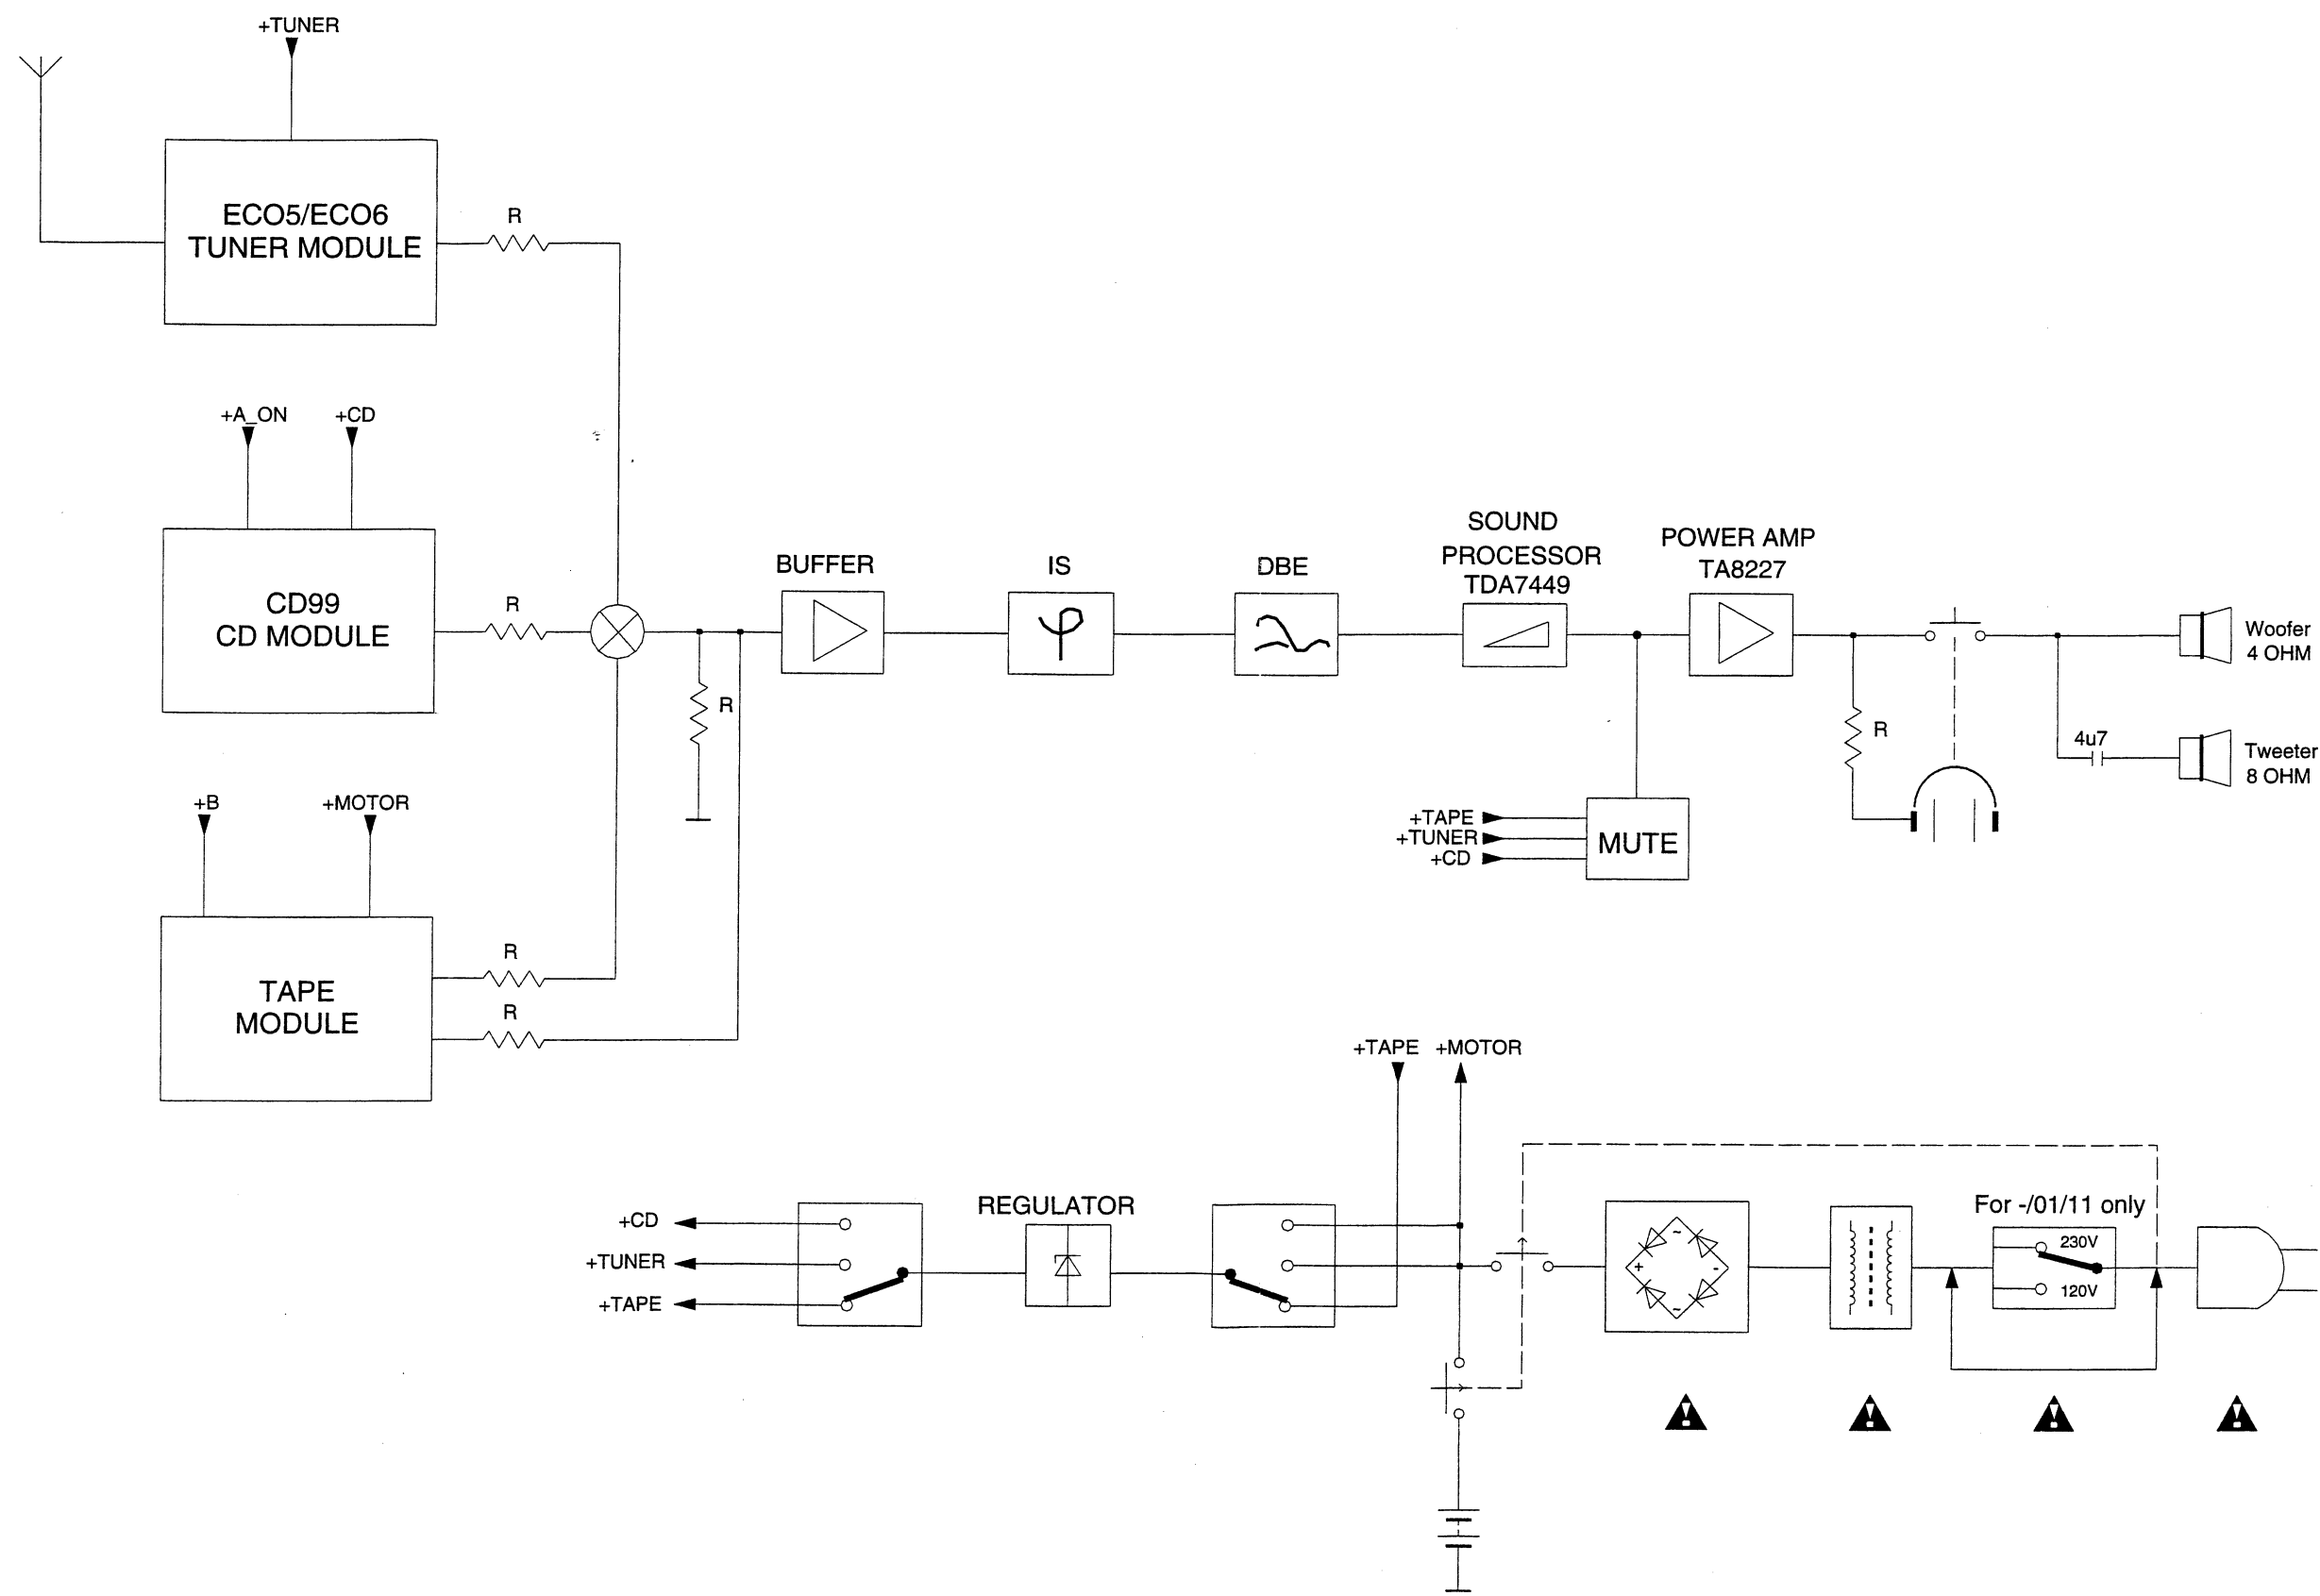 +TUNER
ECO5/ECO6
TUNER MODULE
R
+A_ON
+CD
CD99
CD MODULE
R
BUFFER
IS
DBE
SOUND
PROCESSOR
TDA7449
POWER AMP
TA8227
Woofer
4 OHM
R
R
4u7
Tweeter
8 OHM
+B
+MOTOR
+TAPE
+TUNER
+CD
MUTE
TAPE
MODULE
R
R
+TAPE
+MOTOR
+CD
+TUNER
+TAPE
REGULATOR
~
+
-
~
For -/01/11 only
230V
120V
!
!
!
!